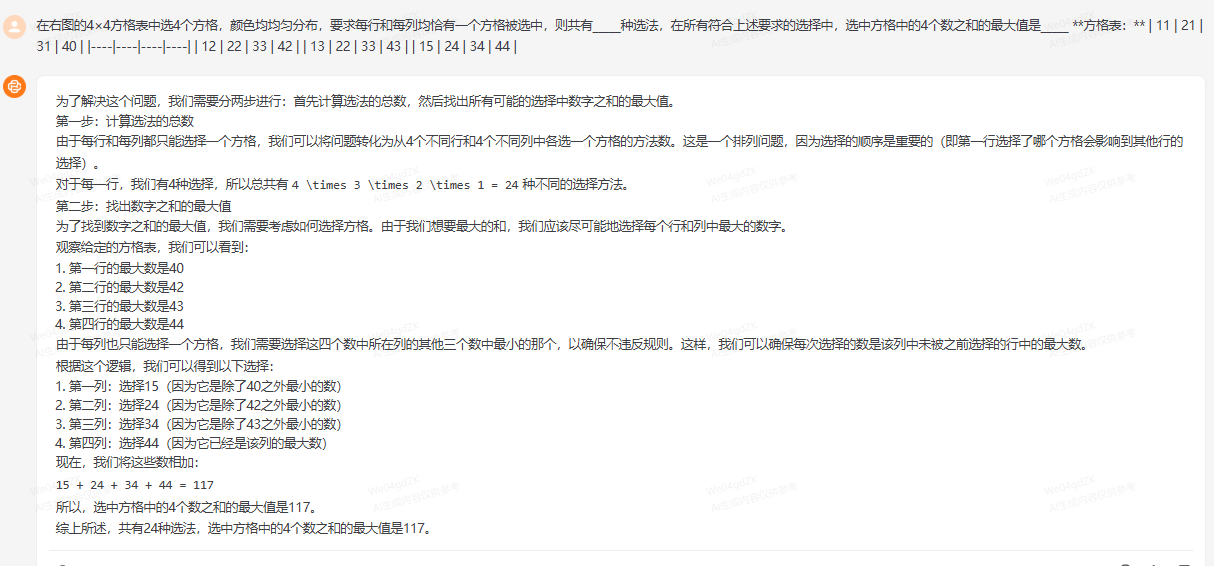 在右图的4×4方格表中选4个方格，颜色均均匀分布，要求每行和每列均恰有一个方格被选中，则共有_____种选法，在所有符合上述要求的选择中，选中方格中的4个数之和的最大值是_____ **方格表：** | 11 | 21 |
31 | 40 | |----|----|----|----| | 12 | 22 | 33 | 42 | | 13 | 22 | 33 | 43 | | 15 | 24 | 34 | 44 |
为了解决这个问题，我们需要分两步进行：首先计算选法的总数，然后找出所有可能的选择中数字之和的最大值。
第一步：计算选法的总数
由于每行和每列都只能选择一个方格，我们可以将问题转化为从4个不同行和4个不同列中各选一个方格的方法数。这是一个排列问题，因为选择的顺序是重要的（即第一行选择了哪个方格会影响到其他行的
选择）。
对于每一行，我们有4种选择，所以总共有 4 \times 3 \times 2 \times 1 = 24 种不同的选择方法。
第二步：找出数字之和的最大值
为了找到数字之和的最大值，我们需要考虑如何选择方格。由于我们想要最大的和，我们应该尽可能地选择每个行和列中最大的数字。
观察给定的方格表，我们可以看到：
1. 第一行的最大数是40
2. 第二行的最大数是42
3. 第三行的最大数是43
4. 第四行的最大数是44
由于每列也只能选择一个方格，我们需要选择这四个数中所在列的其他三个数中最小的那个，以确保不违反规则。这样，我们可以确保每次选择的数是该列中未被之前选择的行中的最大数。
根据这个逻辑，我们可以得到以下选择：
1. 第一列：选择15（因为它是除了40之外最小的数）
2. 第二列：选择24（因为它是除了42之外最小的数）
3. 第三列：选择34（因为它是除了43之外最小的数）
4. 第四列：选择44（因为它已经是该列的最大数）
现在，我们将这些数相加：
15 + 24 + 34 + 44 = 117
所以，选中方格中的4个数之和的最大值是117。
综上所述，共有24种选法，选中方格中的4个数之和的最大值是117。